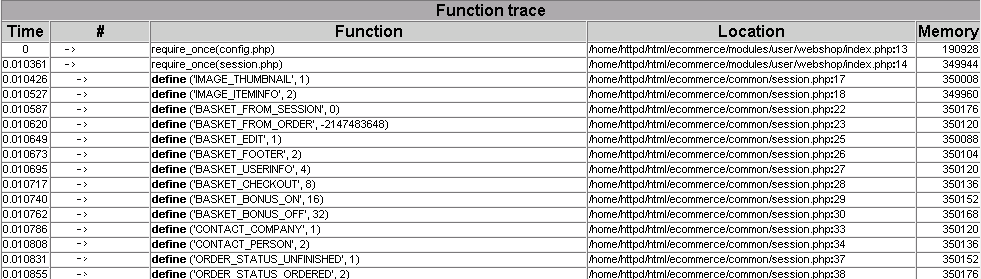 Function trace
Time # Function Location Memory
0 -> require_once(config.php) /home/httpd/html/ecommerce/modules/user/webshop/index.php:13 190928
0.010361 -> require_once(session.php) /home/httpd/html/ecommerce/modules/user/webshop/index.php:14 349944
0.010426 -> define ('IMAGE_THUMBNAIL', 1) /home/httpd/html/ecommerce/common/session.php:17 350008
0.010527 -> define ('IMAGE_ITEMINFO', 2) /home/httpd/html/ecommerce/common/session.php:18 349960
0.010587 -> define ('BASKET_FROM_SESSION', 0) /home/httpd/html/ecommerce/common/session.php:22 350176
0.010620 -> define ('BASKET_FROM_ORDER', -2147483648) /home/httpd/html/ecommerce/common/session.php:23 350120
0.010649 -> define ('BASKET_EDIT', 1) /home/httpd/html/ecommerce/common/session.php:25 350088
0.010673 -> define ('BASKET_FOOTER', 2) /home/httpd/html/ecommerce/common/session.php:26 350104
0.010695 -> define ('BASKET_USERINFO', 4) /home/httpd/html/ecommerce/common/session.php:27 350120
0.010717 -> define ('BASKET_CHECKOUT', 8) /home/httpd/html/ecommerce/common/session.php:28 350136
0.010740 -> define ('BASKET_BONUS_ON', 16) /home/httpd/html/ecommerce/common/session.php:29 350152
0.010762 -> define ('BASKET_BONUS_OFF', 32) /home/httpd/html/ecommerce/common/session.php:30 350168
0.010786 -> define ('CONTACT_COMPANY', 1) /home/httpd/html/ecommerce/common/session.php:33 350120
0.010808 -> define ('CONTACT_PERSON', 2) /home/httpd/html/ecommerce/common/session.php:34 350136
0.010831 -> define ('ORDER_STATUS_UNFINISHED', 1) /home/httpd/html/ecommerce/common/session.php:37 350152
0.010855 -> define ('ORDER_STATUS_ORDERED', 2) /home/httpd/html/ecommerce/common/session.php:38 350176